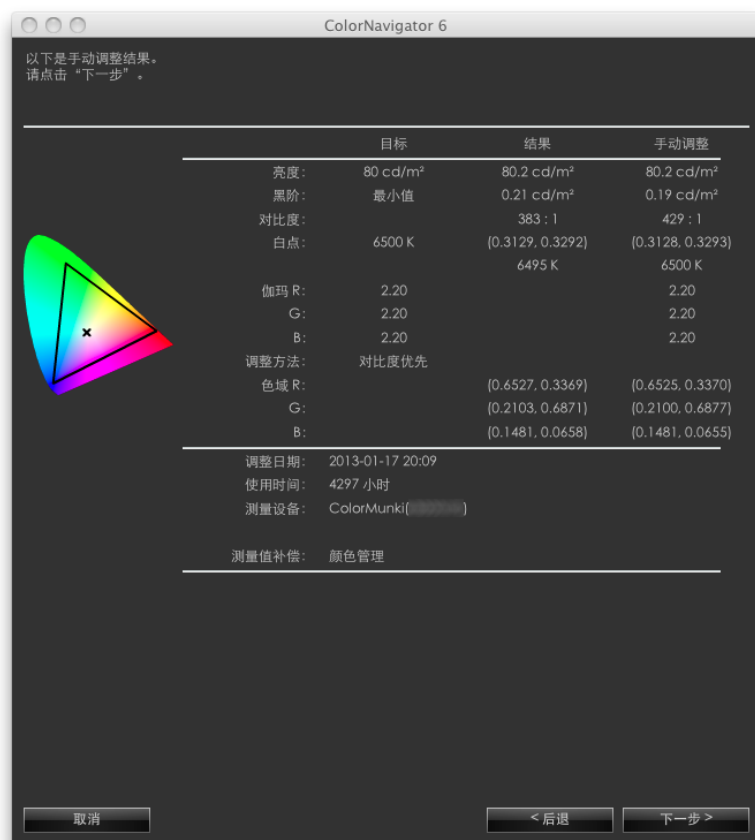 ColorNavigator 6
以下是手动调整结果。
请点击“下一步”。
目标 结果 手动调整
亮度: 80 cd/m² 80.2 cd/m² 80.2 cd/m²
黑阶: 最小值 0.21 cd/m² 0.19 cd/m²
对比度: 383 : 1 429 : 1
白点: 6500 K (0.3129, 0.3292) (0.3128, 0.3293)
6495 K 6500 K
伽玛 R: 2.20 2.20
G: 2.20 2.20
B: 2.20 2.20
调整方法: 对比度优先
色域 R: (0.6527, 0.3369) (0.6525, 0.3370)
G: (0.2103, 0.6871) (0.2100, 0.6877)
B: (0.1481, 0.0658) (0.1481, 0.0655)
调整日期: 2013-01-17 20:09
使用时间: 4297 小时
测量设备: ColorMunki( )
测量值补偿: 颜色管理
取消 < 后退 下一步 >